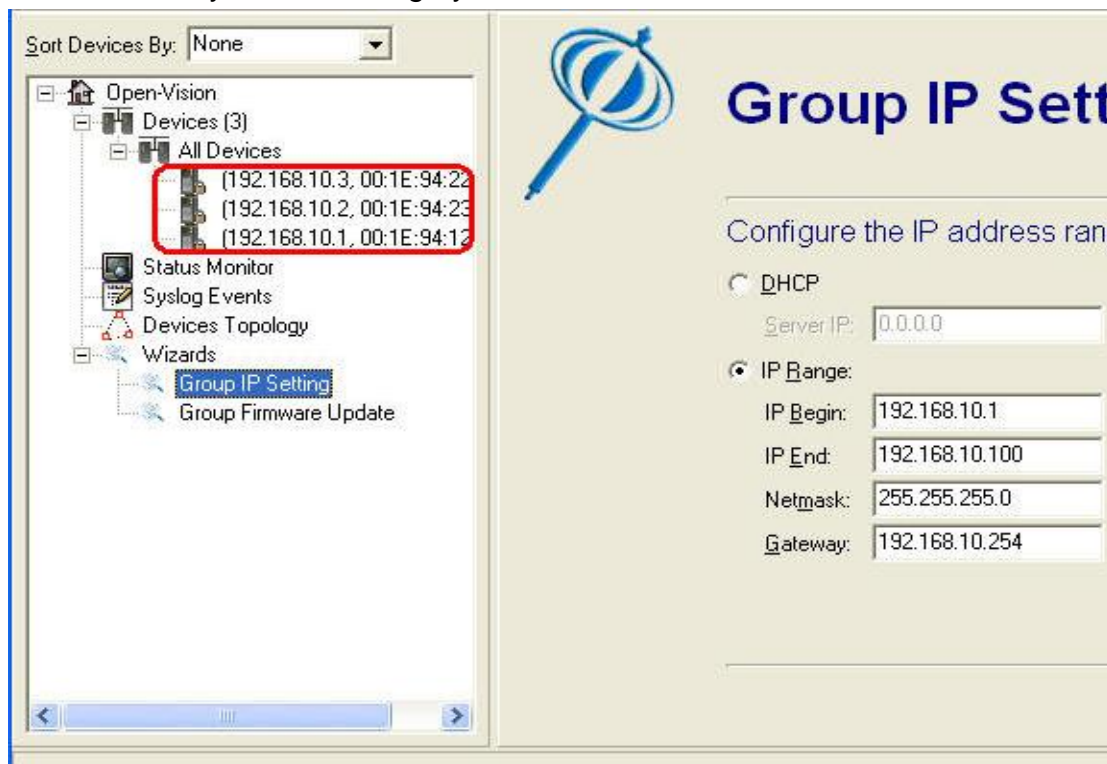 Sort Devices By: None
Open-Vision
Devices (3)
All Devices
(192.168.10.3, 00:1E:94:22
(192.168.10.2, 00:1E:94:23
(192.168.10.1, 00:1E:94:12
Status Monitor
Syslog Events
Devices Topology
Wizards
Group IP Setting
Group Firmware Update
Group IP Sett
Configure the IP address ran
DHCP
Server IP: 0.0.0.0
IP Range:
IP Begin: 192.168.10.1
IP End: 192.168.10.100
Netmask: 255.255.255.0
Gateway: 192.168.10.254